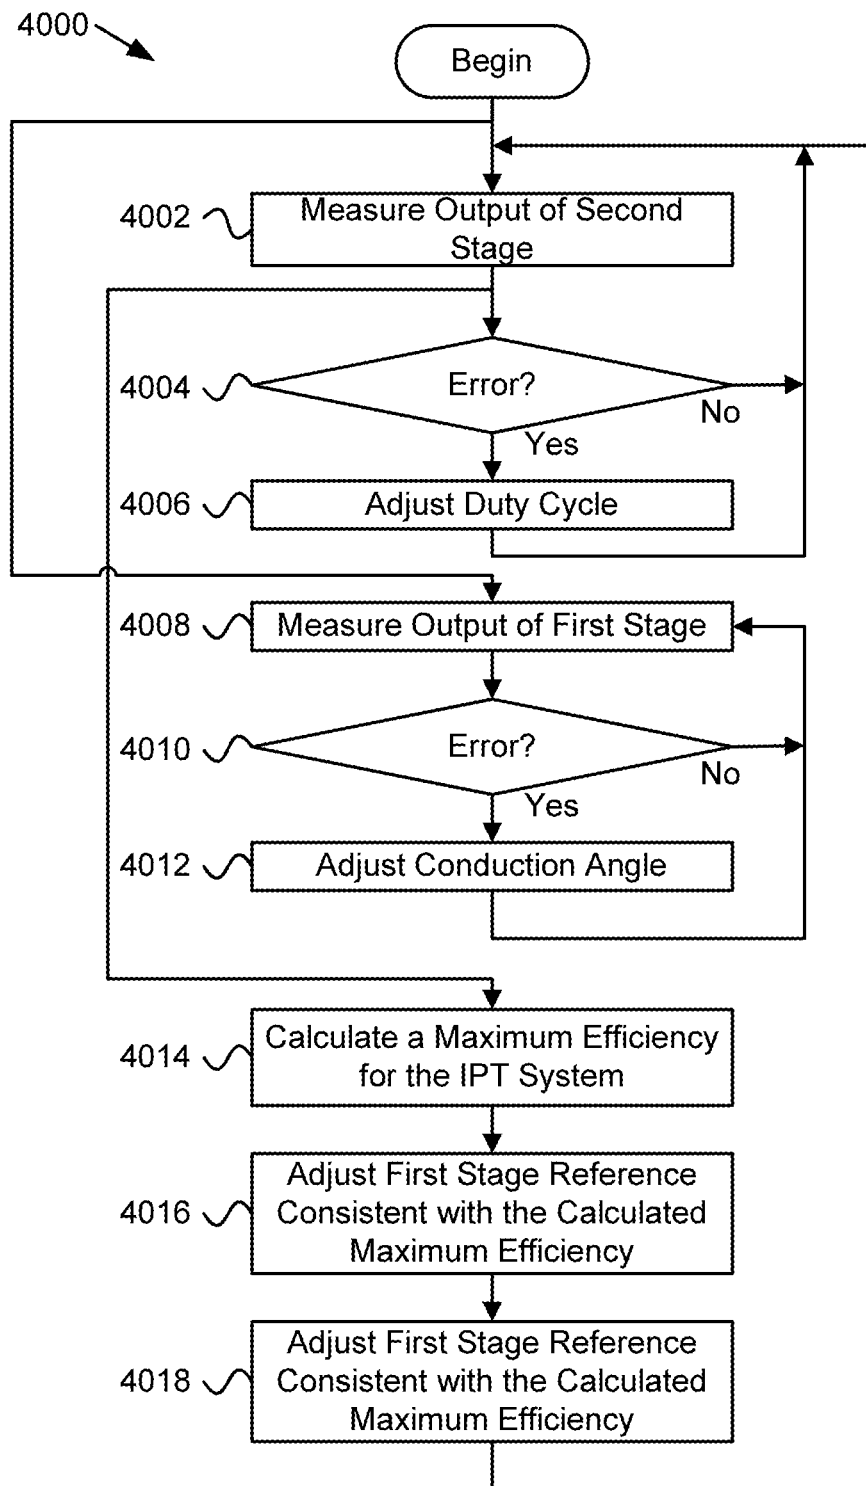 4000
Begin
4002
Measure Output of Second
Stage
4004
Error?
No
Yes
4006
Adjust Duty Cycle
4008
Measure Output of First Stage
4010
Error?
No
Yes
4012
Adjust Conduction Angle
4014
Calculate a Maximum Efficiency
for the IPT System
4016
Adjust First Stage Reference
Consistent with the Calculated
Maximum Efficiency
4018
Adjust First Stage Reference
Consistent with the Calculated
Maximum Efficiency